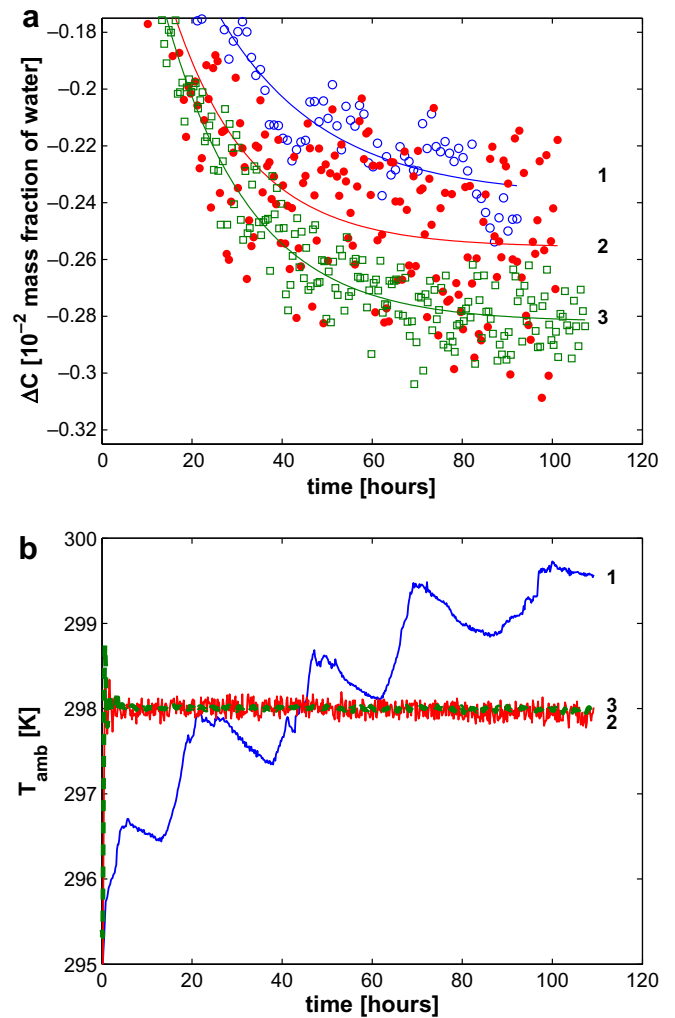 a
−0.18
−0.2
−0.22
−0.24
−0.26
−0.28
−0.3
−0.32
ΔC [10⁻² mass fraction of water]
1
2
3
0 20 40 60 80 100 120
time [hours]
b
300
299
298
297
296
295
T_amb [K]
1
3
2
0 20 40 60 80 100 120
time [hours]